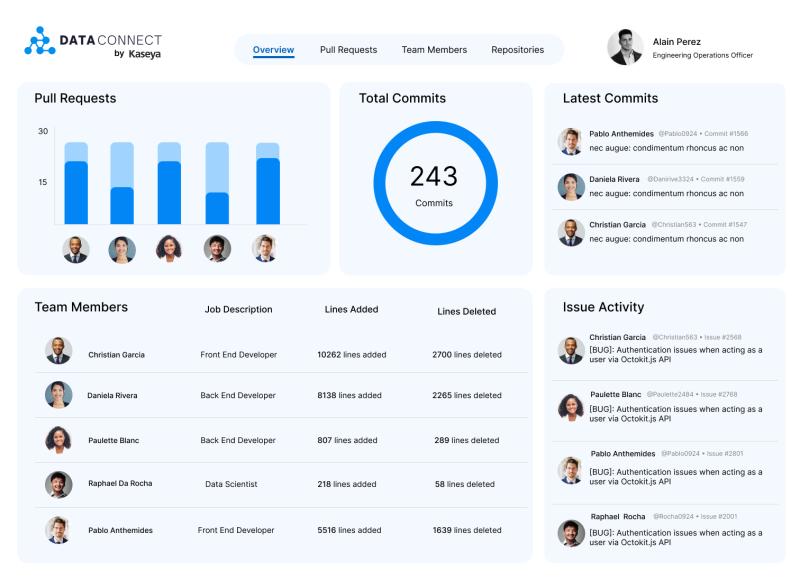 DATA CONNECT
by Kaseya
Overview
Pull Requests
Team Members
Repositories
Alain Perez
Engineering Operations Officer
Pull Requests
30
15
Total Commits
243
Commits
Latest Commits
Pablo Anthemides @Pablo0924 • Commit #1566
nec augue: condimentum rhoncus ac non
Daniela Rivera @Danirive3324 • Commit #1559
nec augue: condimentum rhoncus ac non
Christian Garcia @Christian563 • Commit #1547
nec augue: condimentum rhoncus ac non
Team Members Job Description Lines Added Lines Deleted
Christian Garcia Front End Developer 10262 lines added 2700 lines deleted
Daniela Rivera Back End Developer 8138 lines added 2265 lines deleted
Paulette Blanc Back End Developer 807 lines added 289 lines deleted
Raphael Da Rocha Data Scientist 218 lines added 58 lines deleted
Pablo Anthemides Front End Developer 5516 lines added 1639 lines deleted
Issue Activity
Christian Garcia @Christian563 • Issue #2568
[BUG]: Authentication issues when acting as a
user via Octokit.js API
Paulette Blanc @Paulette2484 • Issue #2768
[BUG]: Authentication issues when acting as a
user via Octokit.js API
Pablo Anthemides @Pablo0924 • Issue #2801
[BUG]: Authentication issues when acting as a
user via Octokit.js API
Raphael Rocha @Rocha0924 • Issue #2001
[BUG]: Authentication issues when acting as a
user via Octokit.js API